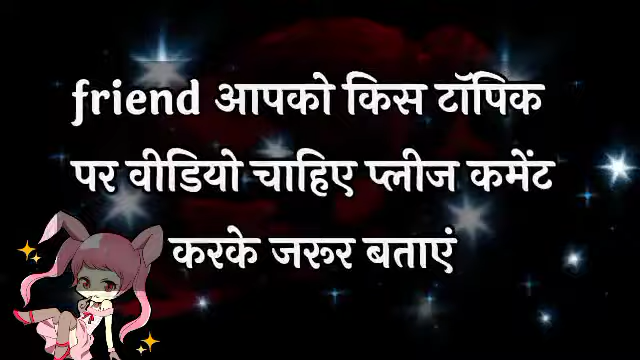 friend आपको किस टॉपिक
पर वीडियो चाहिए प्लीज कमेंट
करके जरूर बताएं